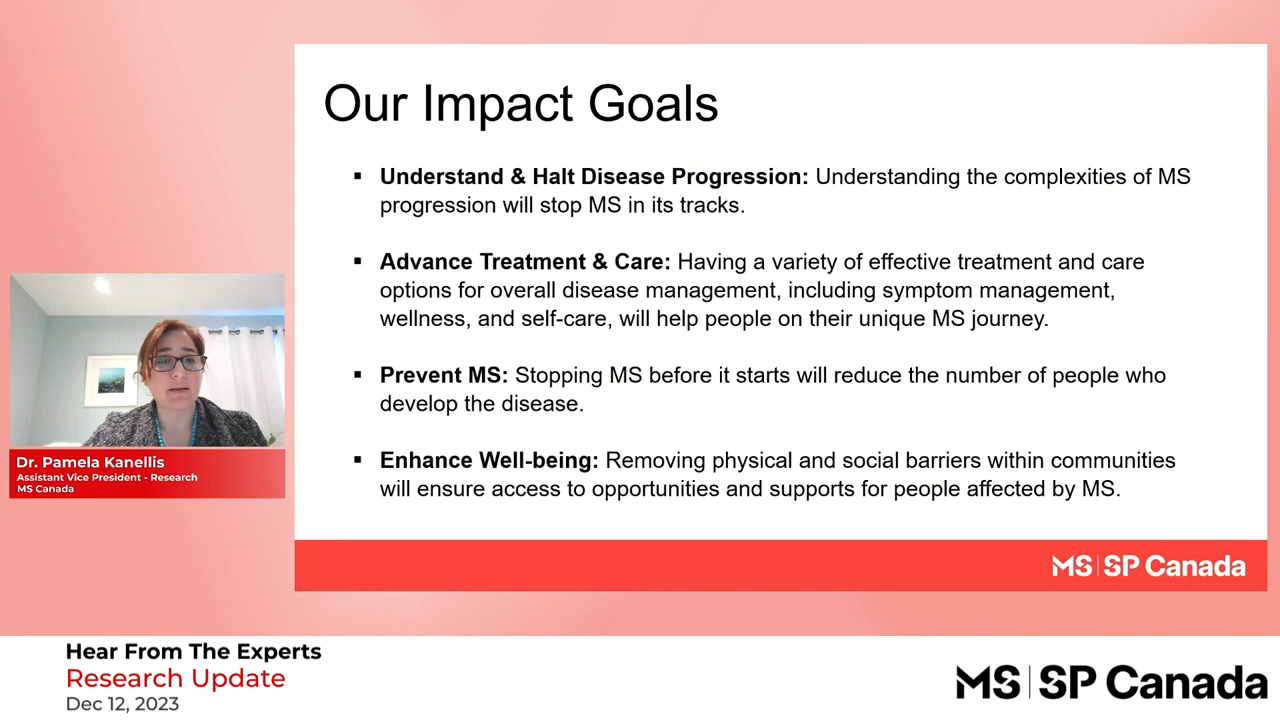 Our Impact Goals
▪ Understand & Halt Disease Progression: Understanding the complexities of MS
progression will stop MS in its tracks.
▪ Advance Treatment & Care: Having a variety of effective treatment and care
options for overall disease management, including symptom management,
wellness, and self-care, will help people on their unique MS journey.
▪ Prevent MS: Stopping MS before it starts will reduce the number of people who
develop the disease.
▪ Enhance Well-being: Removing physical and social barriers within communities
will ensure access to opportunities and supports for people affected by MS.
MS | SP Canada
Dr. Pamela Kanellis
Assistant Vice President - Research
MS Canada
Hear From The Experts
Research Update
Dec 12, 2023
MS | SP Canada